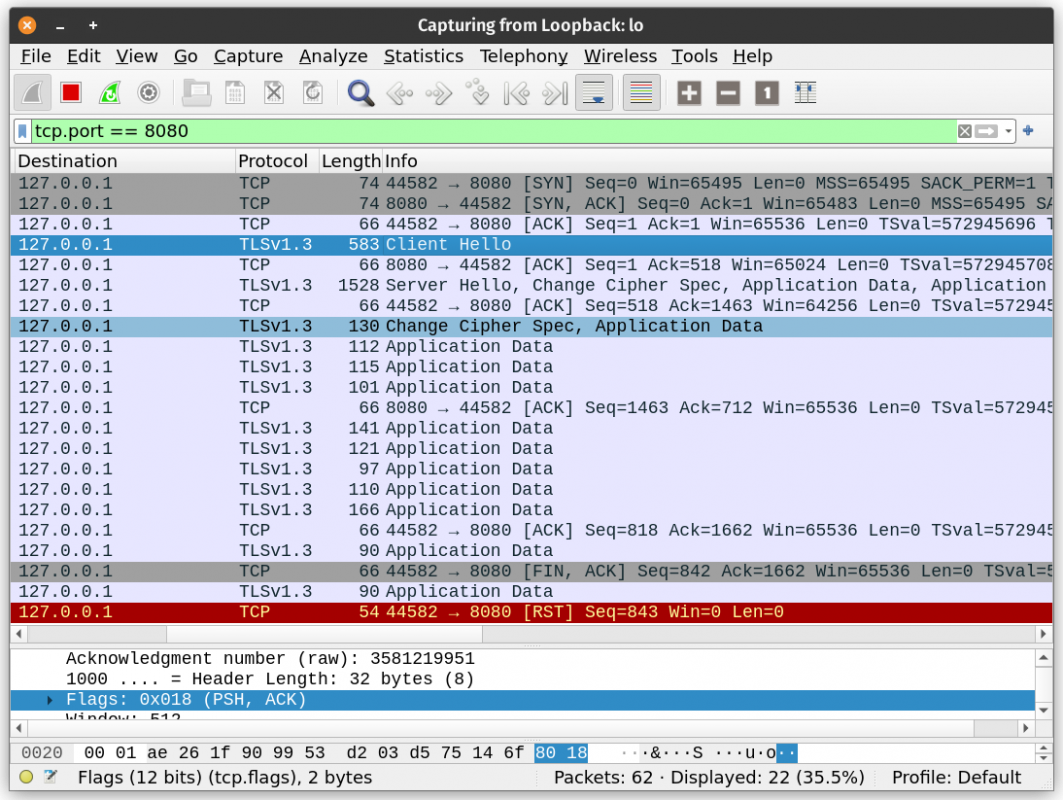 Capturing from Loopback: lo
File Edit View Go Capture Analyze Statistics Telephony Wireless Tools Help
tcp.port == 8080
Destination Protocol Length Info
127.0.0.1 TCP 74 44582 → 8080 [SYN] Seq=0 Win=65495 Len=0 MSS=65495 SACK_PERM=1 T
127.0.0.1 TCP 74 8080 → 44582 [SYN, ACK] Seq=0 Ack=1 Win=65483 Len=0 MSS=65495 SA
127.0.0.1 TCP 66 44582 → 8080 [ACK] Seq=1 Ack=1 Win=65536 Len=0 TSval=572945696 T
127.0.0.1 TLSv1.3 583 Client Hello
127.0.0.1 TCP 66 8080 → 44582 [ACK] Seq=1 Ack=518 Win=65024 Len=0 TSval=572945708
127.0.0.1 TLSv1.3 1528 Server Hello, Change Cipher Spec, Application Data, Application
127.0.0.1 TCP 66 44582 → 8080 [ACK] Seq=518 Ack=1463 Win=64256 Len=0 TSval=572945
127.0.0.1 TLSv1.3 130 Change Cipher Spec, Application Data
127.0.0.1 TLSv1.3 112 Application Data
127.0.0.1 TLSv1.3 115 Application Data
127.0.0.1 TLSv1.3 101 Application Data
127.0.0.1 TCP 66 8080 → 44582 [ACK] Seq=1463 Ack=712 Win=65536 Len=0 TSval=572945
127.0.0.1 TLSv1.3 141 Application Data
127.0.0.1 TLSv1.3 121 Application Data
127.0.0.1 TLSv1.3 97 Application Data
127.0.0.1 TLSv1.3 110 Application Data
127.0.0.1 TLSv1.3 166 Application Data
127.0.0.1 TCP 66 44582 → 8080 [ACK] Seq=818 Ack=1662 Win=65536 Len=0 TSval=572945
127.0.0.1 TLSv1.3 90 Application Data
127.0.0.1 TCP 66 44582 → 8080 [FIN, ACK] Seq=842 Ack=1662 Win=65536 Len=0 TSval=5
127.0.0.1 TLSv1.3 90 Application Data
127.0.0.1 TCP 54 44582 → 8080 [RST] Seq=843 Win=0 Len=0
Acknowledgment number (raw): 3581219951
1000 .... = Header Length: 32 bytes (8)
Flags: 0x018 (PSH, ACK)
Window: 512
0020 00 01 ae 26 1f 90 99 53 d2 03 d5 75 14 6f 80 18 ···&···S ···u·o··
Flags (12 bits) (tcp.flags), 2 bytes Packets: 62 · Displayed: 22 (35.5%) Profile: Default